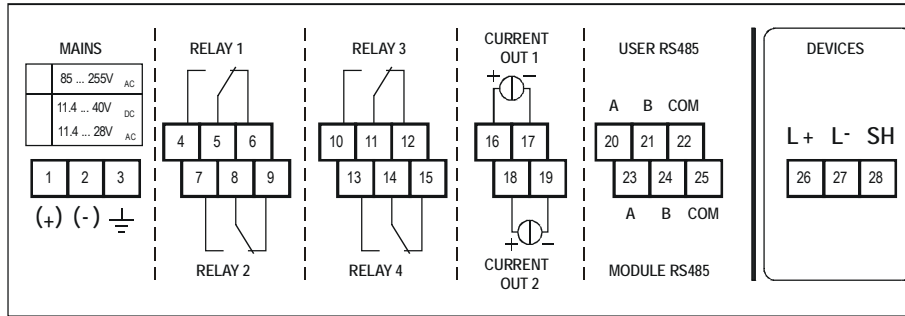 MAINS
85 ... 255V AC
11.4 ... 40V DC
11.4 ... 28V AC
1 2 3
(+) (-)
RELAY 1
4 5 6
7 8 9
RELAY 2
RELAY 3
10 11 12
13 14 15
RELAY 4
CURRENT
OUT 1
+ -
16 17
18 19
+ -
CURRENT
OUT 2
USER RS485
A B COM
20 21 22
23 24 25
A B COM
MODULE RS485
DEVICES
L+ L- SH
26 27 28